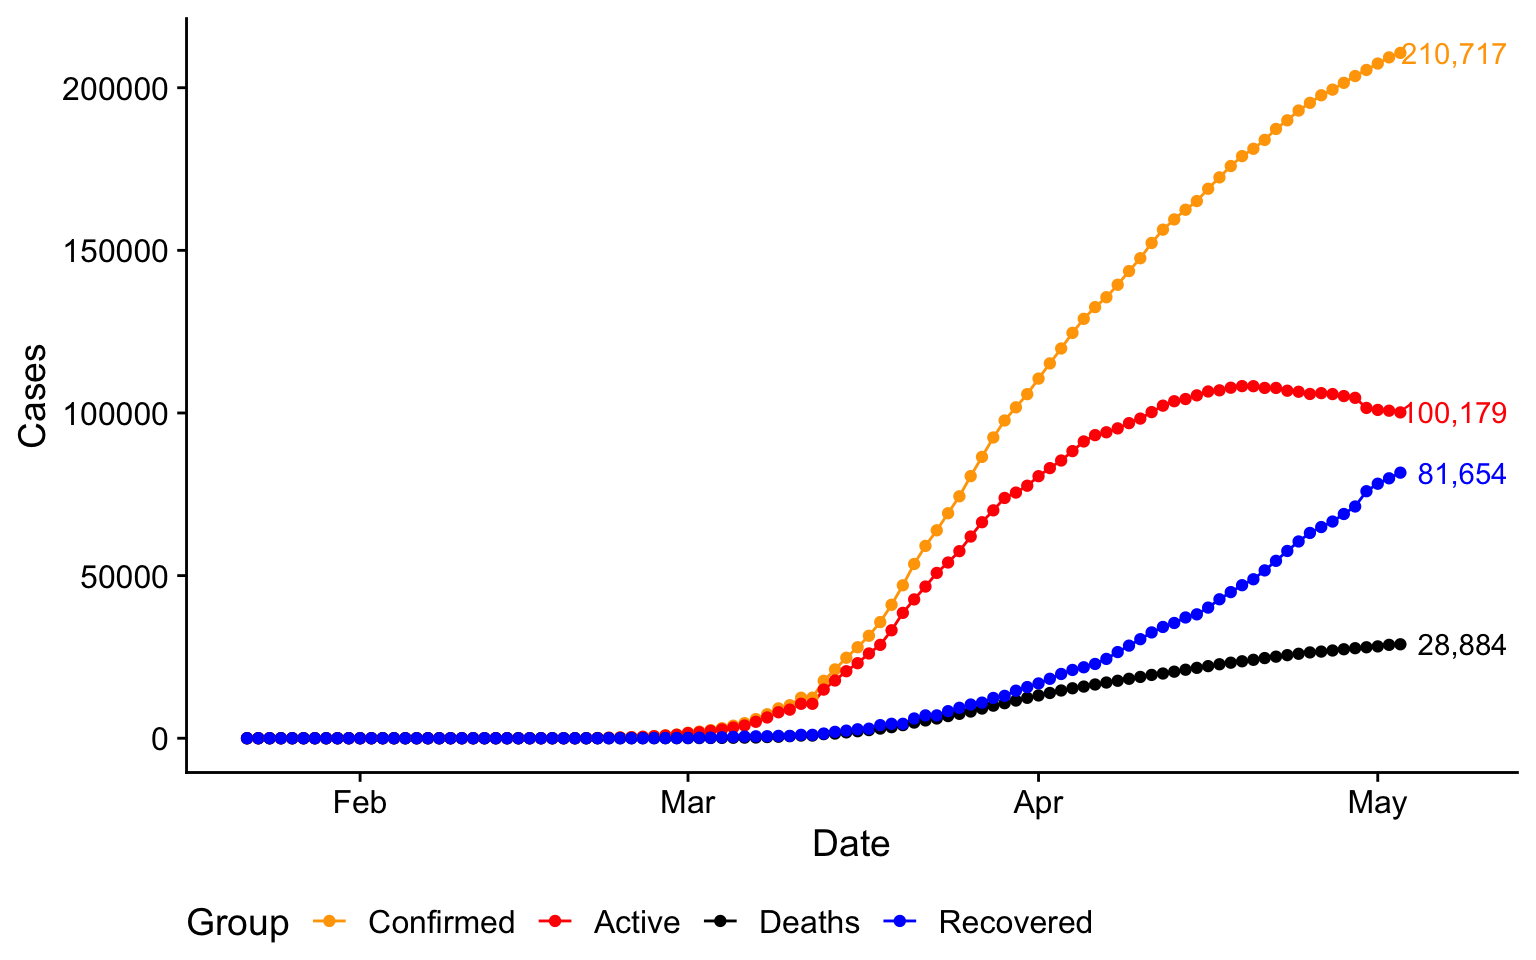 210,717
200000
150000
100000
100,179
81,654
50000
28,884
0
Cases
Feb Mar Apr May
Date
Group Confirmed Active Deaths Recovered